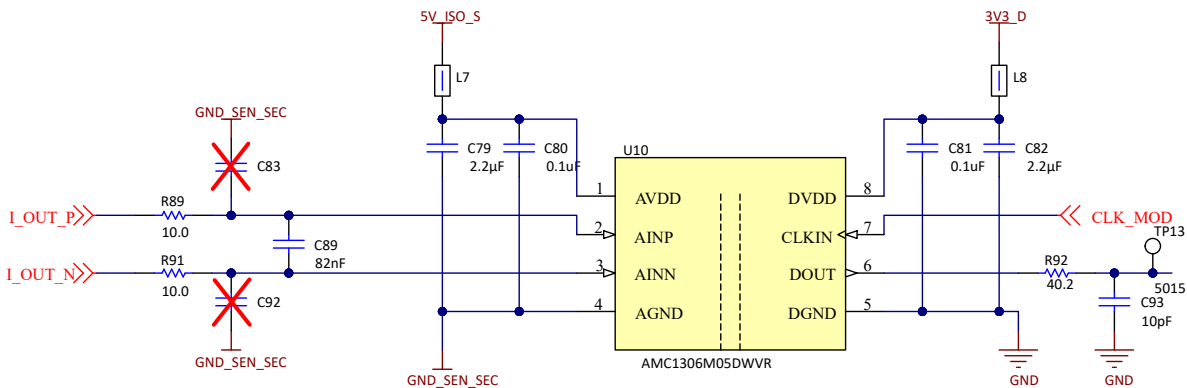 5V_ISO_S
3V3_D
L7
L8
GND_SEN_SEC
C79
2.2µF
C80
0.1uF
U10
C81
0.1uF
C82
2.2µF
C83
1
AVDD
DVDD
8
R89
I_OUT_P
10.0
2
AINP
CLKIN
7
CLK_MOD
C89
82nF
TP13
R91
I_OUT_N
10.0
3
AINN
DOUT
6
R92
40.2
5015
C92
4
AGND
DGND
5
C93
10pF
GND_SEN_SEC
GND_SEN_SEC
AMC1306M05DWVR
GND
GND